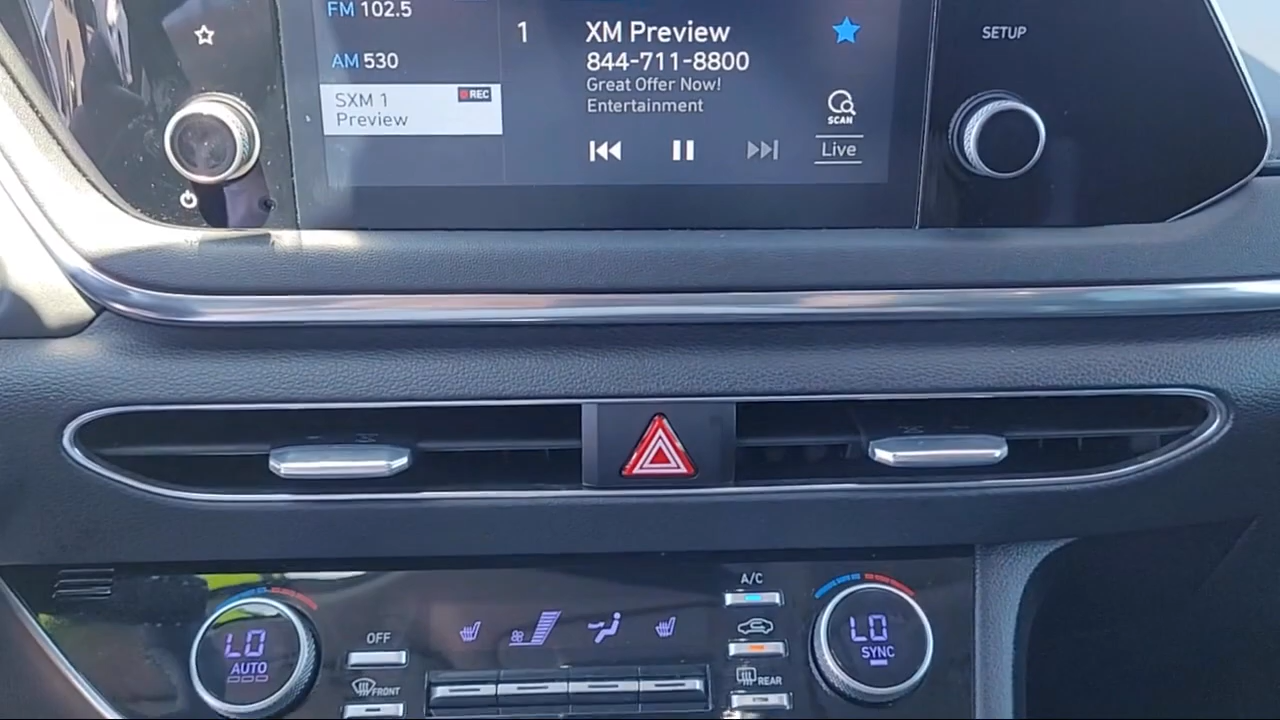 FM 102.5
AM 530
SXM 1
REC
Preview
1
XM Preview
844-711-8800
Great Offer Now!
Entertainment
SCAN
Live
SETUP
A/C
LO
AUTO
OFF
FRONT
REAR
LO
SYNC